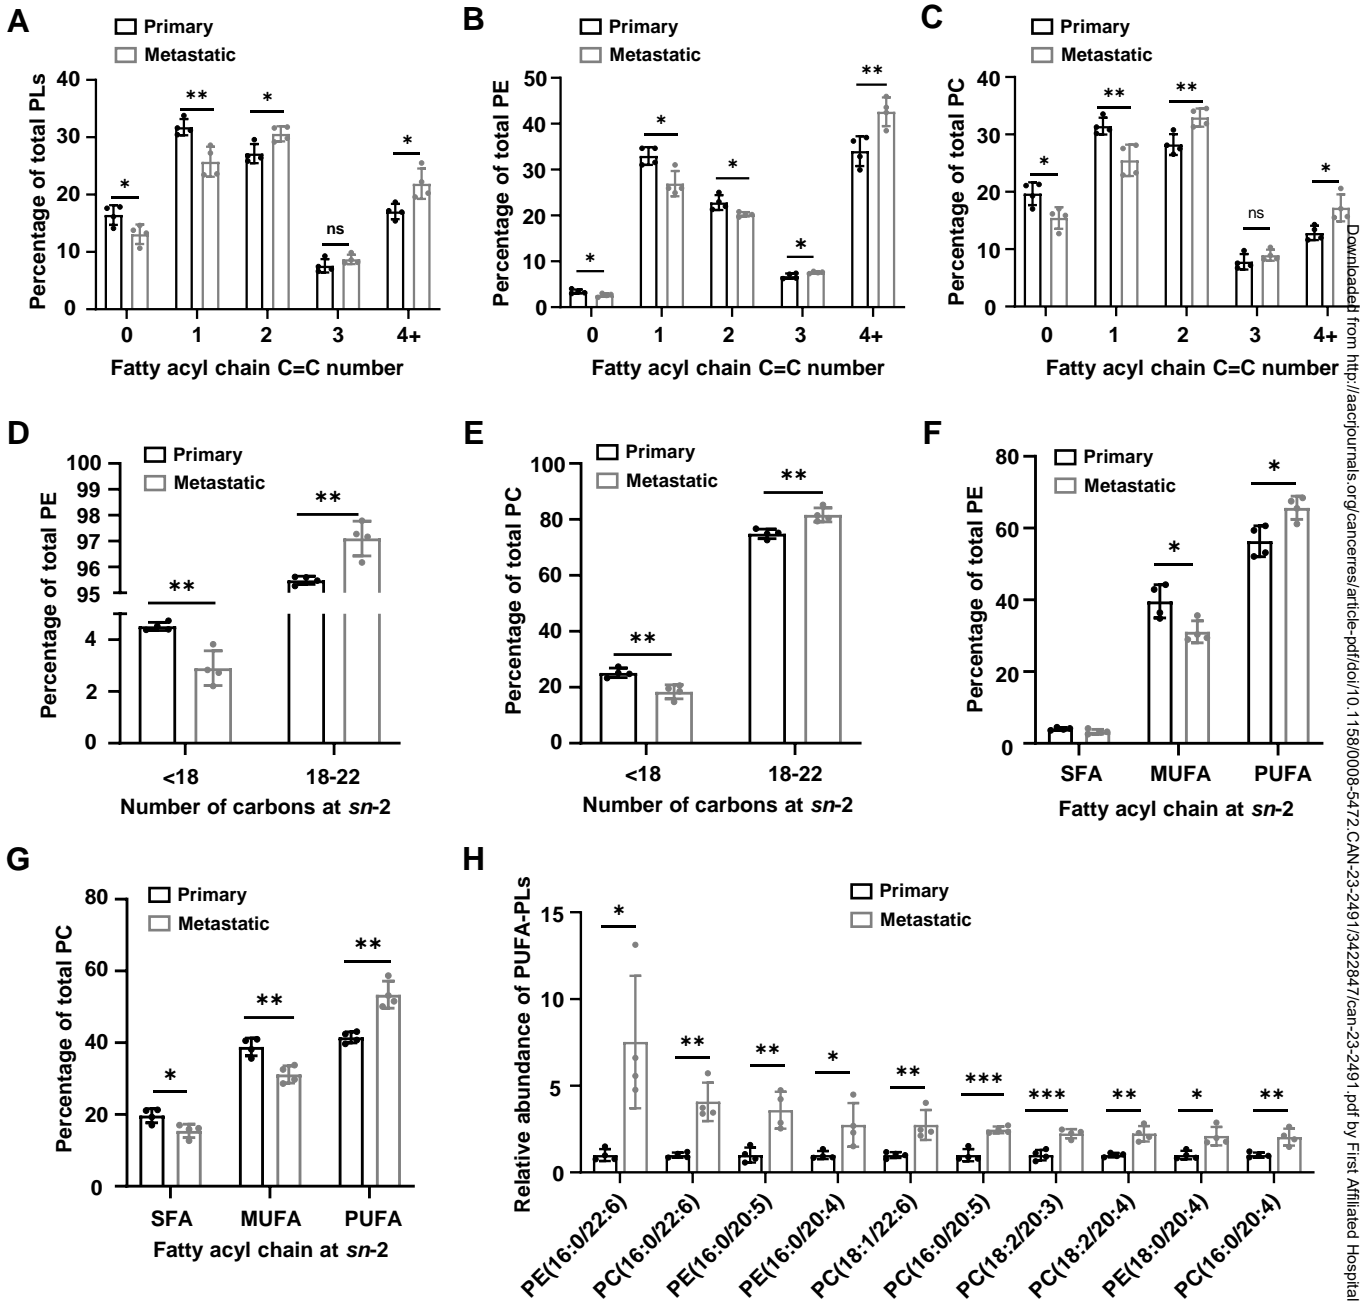 A
Primary
Metastatic
Percentage of total PLs
40
30
20
10
0
**
*
*
*
ns
0 1 2 3 4+
Fatty acyl chain C=C number
B
Primary
Metastatic
Percentage of total PE
50
40
30
20
10
0
**
*
*
*
*
0 1 2 3 4+
Fatty acyl chain C=C number
C
Primary
Metastatic
Percentage of total PC
40
30
20
10
0
**
**
*
*
ns
0 1 2 3 4+
Fatty acyl chain C=C number
D
Primary
Metastatic
Percentage of total PE
100
99
98
97
96
95
4
2
0
**
**
<18 18-22
Number of carbons at sn-2
E
Primary
Metastatic
Percentage of total PC
100
80
60
40
20
0
**
**
<18 18-22
Number of carbons at sn-2
F
Primary
Metastatic
Percentage of total PE
80
60
40
20
0
*
*
SFA MUFA PUFA
Fatty acyl chain at sn-2
G
Primary
Metastatic
Percentage of total PC
80
60
40
20
0
*
**
**
SFA MUFA PUFA
Fatty acyl chain at sn-2
H
Primary
Metastatic
Relative abundance of PUFA-PLs
15
10
5
0
* ** ** * ** *** *** ** * **
PE(16:0/22:6)
PC(16:0/22:6)
PE(16:0/20:5)
PE(16:0/20:4)
PC(18:1/22:6)
PC(16:0/20:5)
PC(18:2/20:3)
PC(18:2/20:4)
PE(18:0/20:4)
PC(16:0/20:4)
Downloaded from http://aacrjournals.org/cancerres/article-pdf/doi/10.1158/0008-5472.CAN-23-2491/3422847/can-23-2491.pdf by First Affiliated Hospital